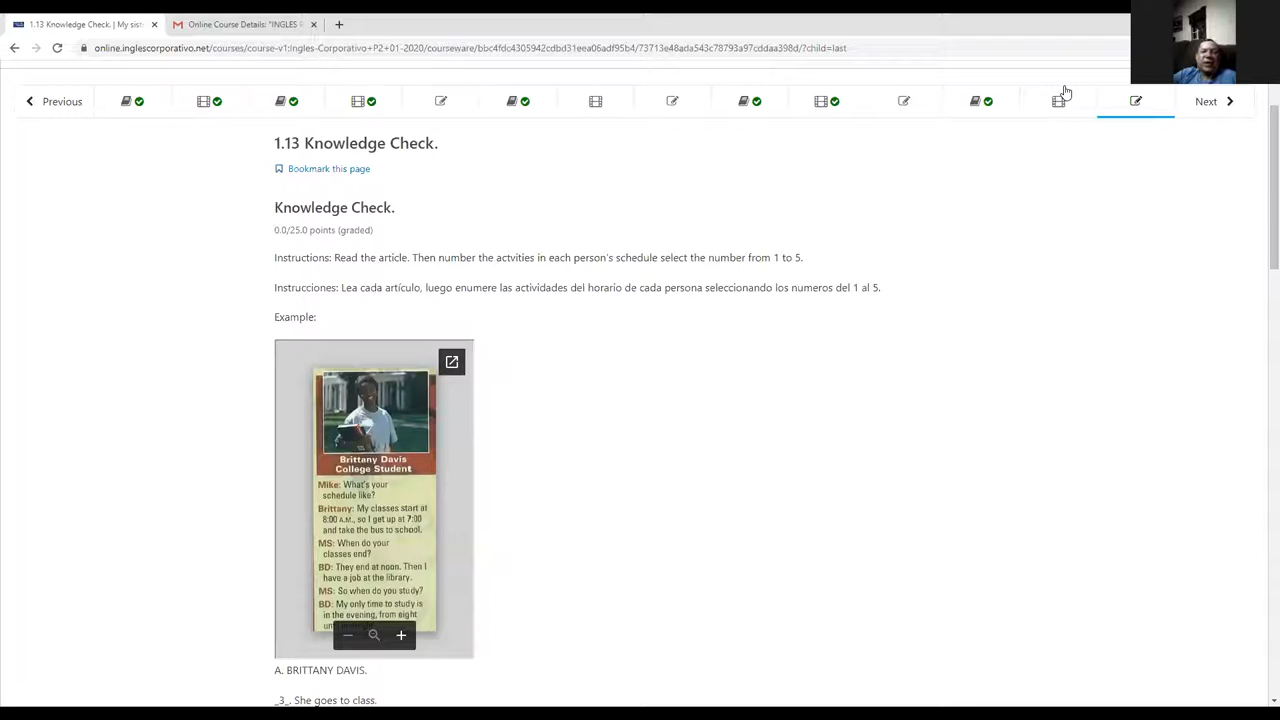 1.13 Knowledge Check. | My sist
Online Course Details: "INGLES
online.inglescorporativo.net/courses/course-v1:Ingles-Corporativo+P2+01-2020/courseware/bbc4fdc4305942cdbd31eea06adf95b4/73713e48ada543c78793a97cddaa398d/?child=last
Previous
Next
1.13 Knowledge Check.
Bookmark this page
Knowledge Check.
0.0/25.0 points (graded)
Instructions: Read the article. Then number the actvities in each person's schedule select the number from 1 to 5.
Instrucciones: Lea cada artículo, luego enumere las actividades del horario de cada persona seleccionando los numeros del 1 al 5.
Example:
Brittany Davis
College Student
Mike: What's your
schedule like?
Brittany: My classes start at
8:00 A.M., so I get up at 7:00
and take the bus to school.
MS: When do your
classes end?
BD: They end at noon. Then I
have a job at the library.
MS: So when do you study?
BD: My only time to study is
in the evening, from eight
A. BRITTANY DAVIS.
_3_. She goes to class.